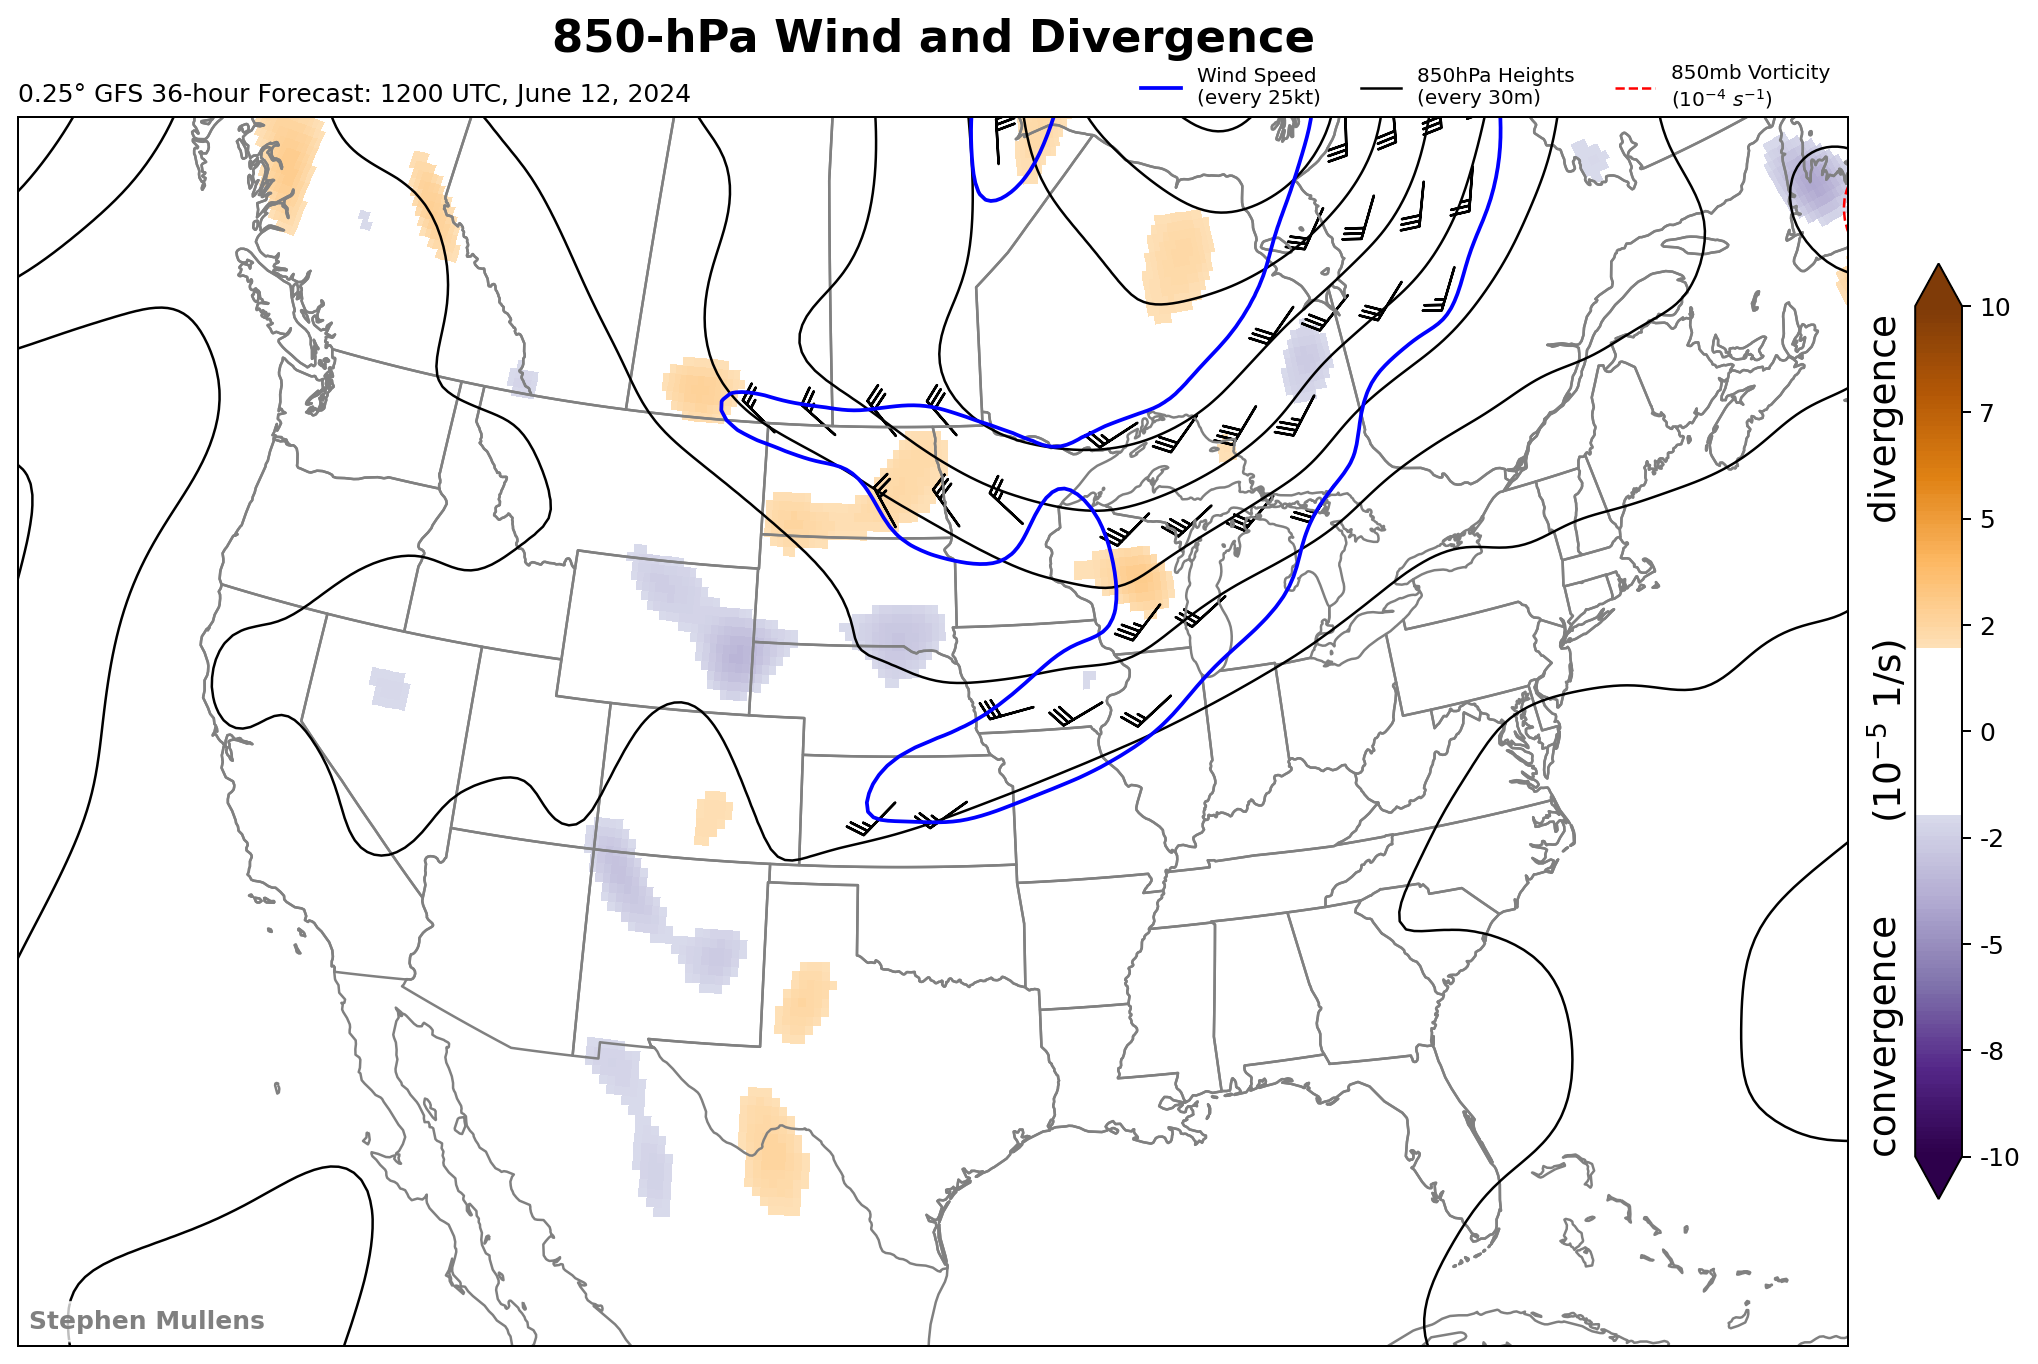 850-hPa Wind and Divergence
0.25° GFS 36-hour Forecast: 1200 UTC, June 12, 2024
Wind Speed
(every 25kt)
850hPa Heights
(every 30m)
850mb Vorticity
(10⁻⁴ s⁻¹)
10
7
5
2
0
-2
-5
-8
-10
divergence
(10⁻⁵ 1/s)
convergence
Stephen Mullens